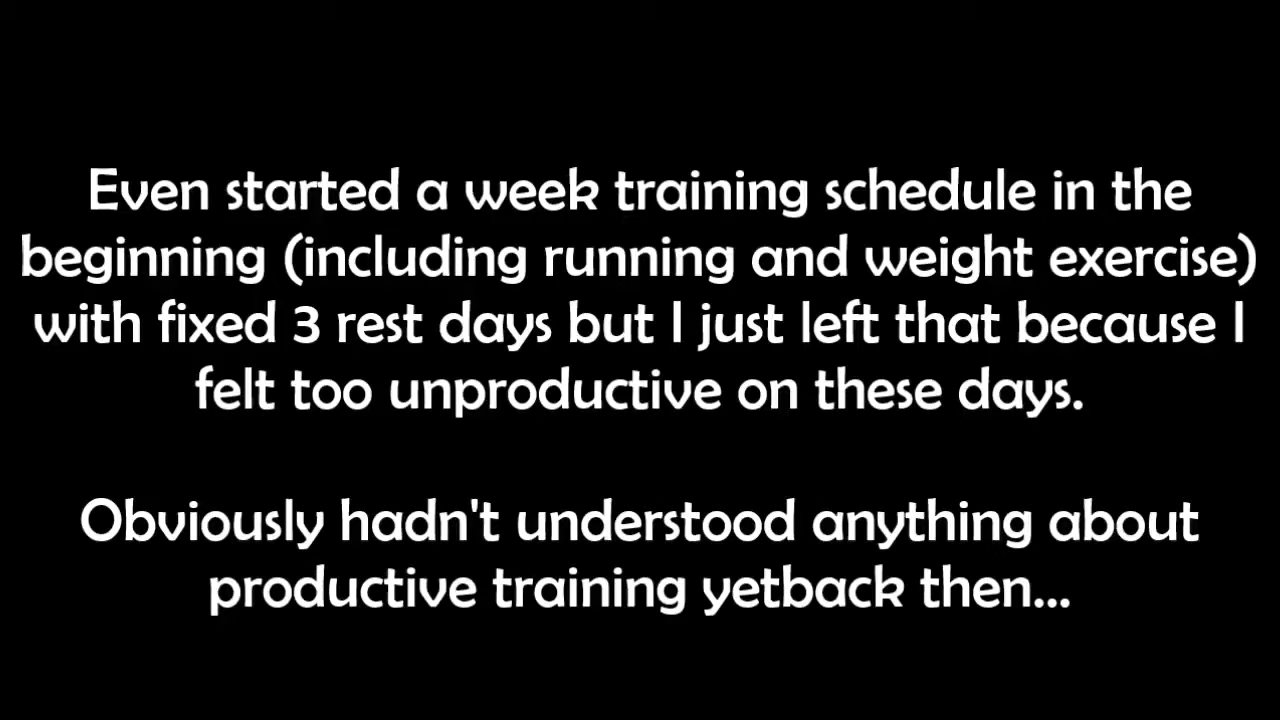 Even started a week training schedule in the
beginning (including running and weight exercise)
with fixed 3 rest days but I just left that because I
felt too unproductive on these days.
Obviously hadn't understood anything about
productive training yetback then...